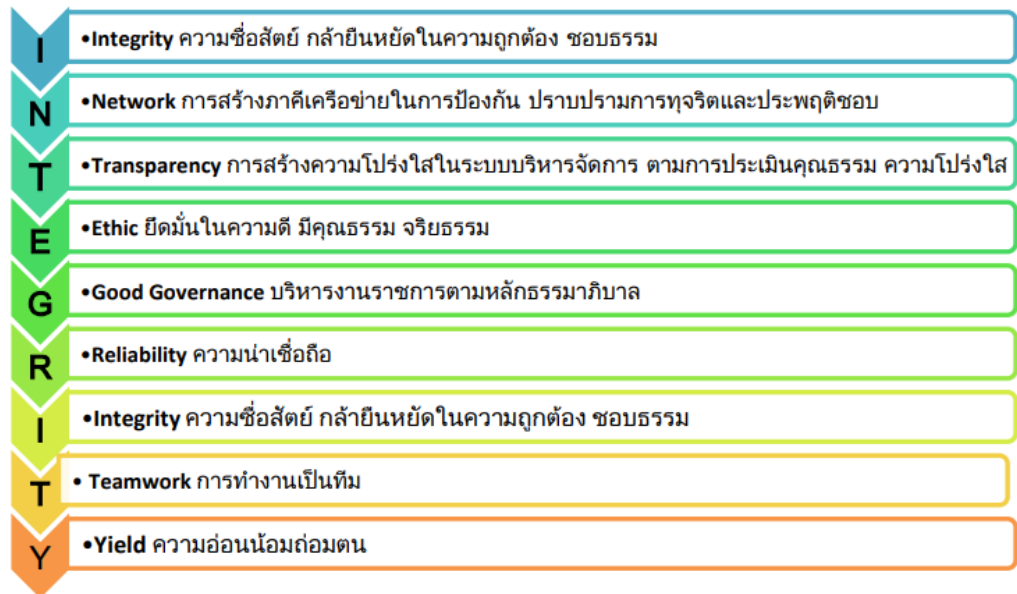 I
•Integrity ความซื่อสัตย์ กล้ายืนหยัดในความถูกต้อง ชอบธรรม
N
•Network การสร้างภาคีเครือข่ายในการป้องกัน ปราบปรามการทุจริตและประพฤติชอบ
T
•Transparency การสร้างความโปร่งใสในระบบบริหารจัดการ ตามการประเมินคุณธรรม ความโปร่งใส
E
•Ethic ยึดมั่นในความดี มีคุณธรรม จริยธรรม
G
•Good Governance บริหารงานราชการตามหลักธรรมาภิบาล
R
•Reliability ความน่าเชื่อถือ
I
•Integrity ความซื่อสัตย์ กล้ายืนหยัดในความถูกต้อง ชอบธรรม
T
• Teamwork การทำงานเป็นทีม
Y
•Yield ความอ่อนน้อมถ่อมตน